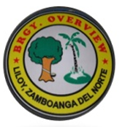 BRGY. OVERVIEW
LILOY, ZAMBOANGA DEL NORTE